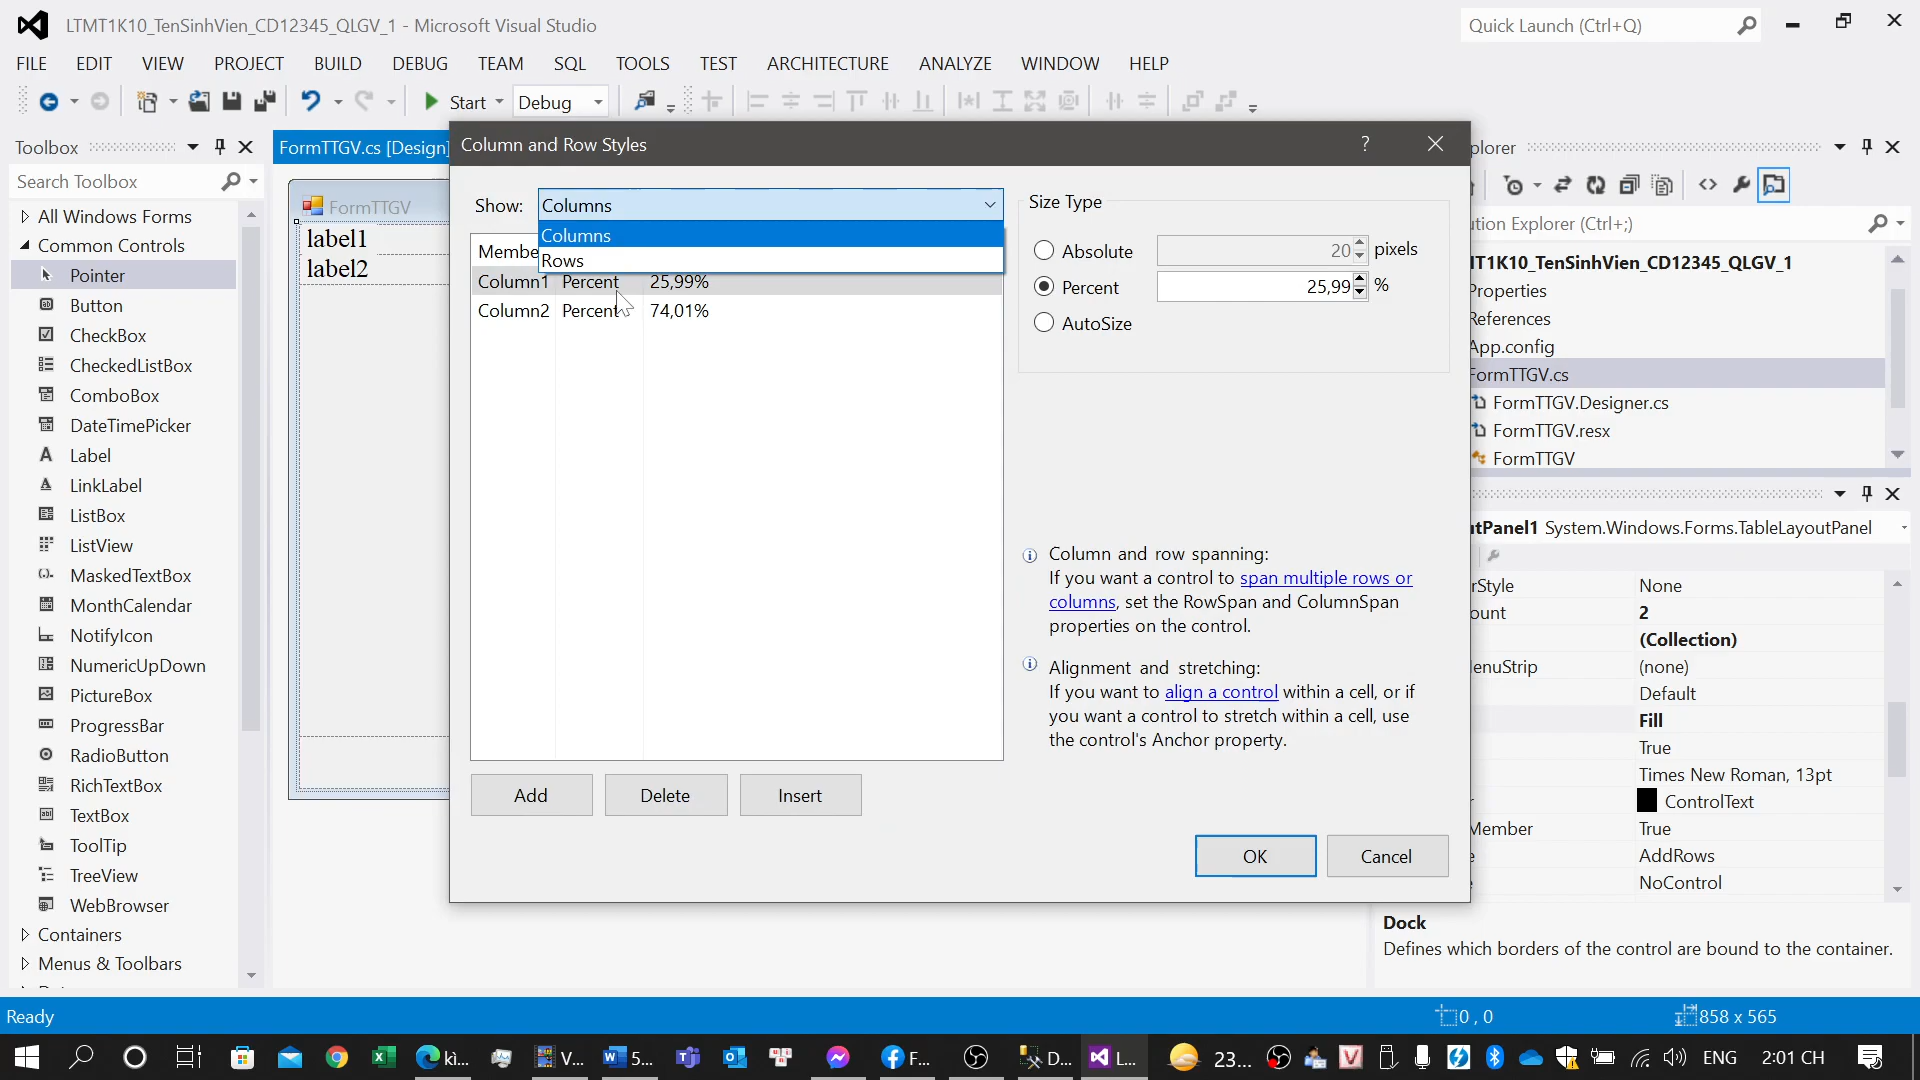 LTMT1K10_TenSinhVien_CD12345_QLGV_1 - Microsoft Visual Studio
Quick Launch (Ctrl+Q)
FILE EDIT VIEW PROJECT BUILD DEBUG TEAM SQL TOOLS TEST ARCHITECTURE ANALYZE WINDOW HELP
Start Debug
Toolbox
Search Toolbox
All Windows Forms
Common Controls
Pointer
Button
CheckBox
CheckedListBox
ComboBox
DateTimePicker
Label
LinkLabel
ListBox
ListView
MaskedTextBox
MonthCalendar
NotifyIcon
NumericUpDown
PictureBox
ProgressBar
RadioButton
RichTextBox
TextBox
ToolTip
TreeView
WebBrowser
Containers
Menus & Toolbars
FormTTGV.cs [Design]
FormTTGV
label1
label2
Column and Row Styles
Show: Columns
Columns
Rows
Membe
Column1 Percent 25,99%
Column2 Percent 74,01%
Add Delete Insert
Size Type
Absolute 20 pixels
Percent 25,99 %
AutoSize
Column and row spanning:
If you want a control to span multiple rows or
columns, set the RowSpan and ColumnSpan
properties on the control.
Alignment and stretching:
If you want to align a control within a cell, or if
you want a control to stretch within a cell, use
the control's Anchor property.
OK Cancel
plorer
ution Explorer (Ctrl+;)
MT1K10_TenSinhVien_CD12345_QLGV_1
Properties
References
App.config
FormTTGV.cs
FormTTGV.Designer.cs
FormTTGV.resx
FormTTGV
utPanel1 System.Windows.Forms.TableLayoutPanel
rStyle None
ount 2
(Collection)
lenuStrip (none)
Default
Fill
True
Times New Roman, 13pt
r ControlText
Member True
e AddRows
NoControl
Dock
Defines which borders of the control are bound to the container.
Ready
0 , 0
858 x 565
kì... V... 5... F... D... L... 23... ENG 2:01 CH